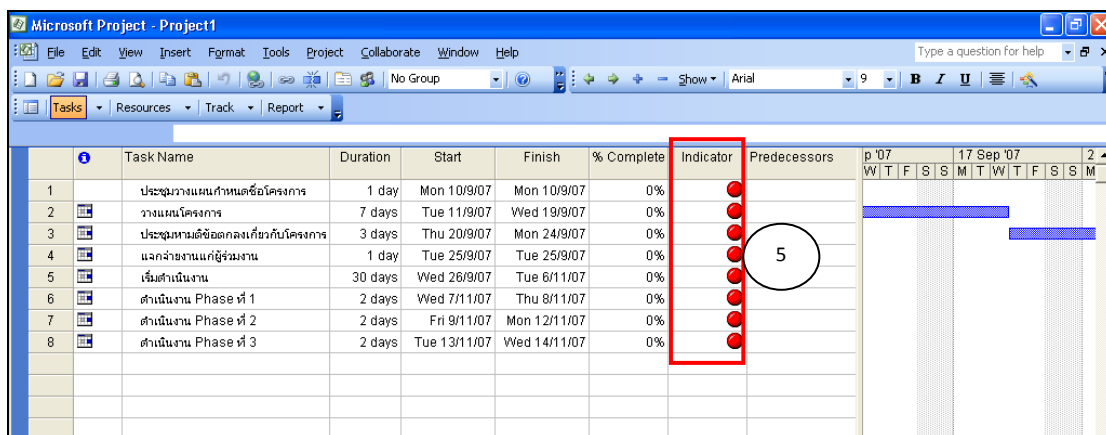 Microsoft Project - Project1
File Edit View Insert Format Tools Project Collaborate Window Help Type a question for help
No Group Show Arial 9 B I U
Tasks Resources Track Report
Task Name Duration Start Finish % Complete Indicator Predecessors p '07 17 Sep '07 2
W T F S S M T W T F S S M
1 ประชุมวางแผนกำหนดชื่อโครงการ 1 day Mon 10/9/07 Mon 10/9/07 0%
2 วางแผนโครงการ 7 days Tue 11/9/07 Wed 19/9/07 0%
3 ประชุมหามติข้อตกลงเกี่ยวกับโครงการ 3 days Thu 20/9/07 Mon 24/9/07 0%
4 แจกจ่ายงานแก่ผู้ร่วมงาน 1 day Tue 25/9/07 Tue 25/9/07 0% 5
5 เริ่มดำเนินงาน 30 days Wed 26/9/07 Tue 6/11/07 0%
6 ดำเนินงาน Phase ที่ 1 2 days Wed 7/11/07 Thu 8/11/07 0%
7 ดำเนินงาน Phase ที่ 2 2 days Fri 9/11/07 Mon 12/11/07 0%
8 ดำเนินงาน Phase ที่ 3 2 days Tue 13/11/07 Wed 14/11/07 0%